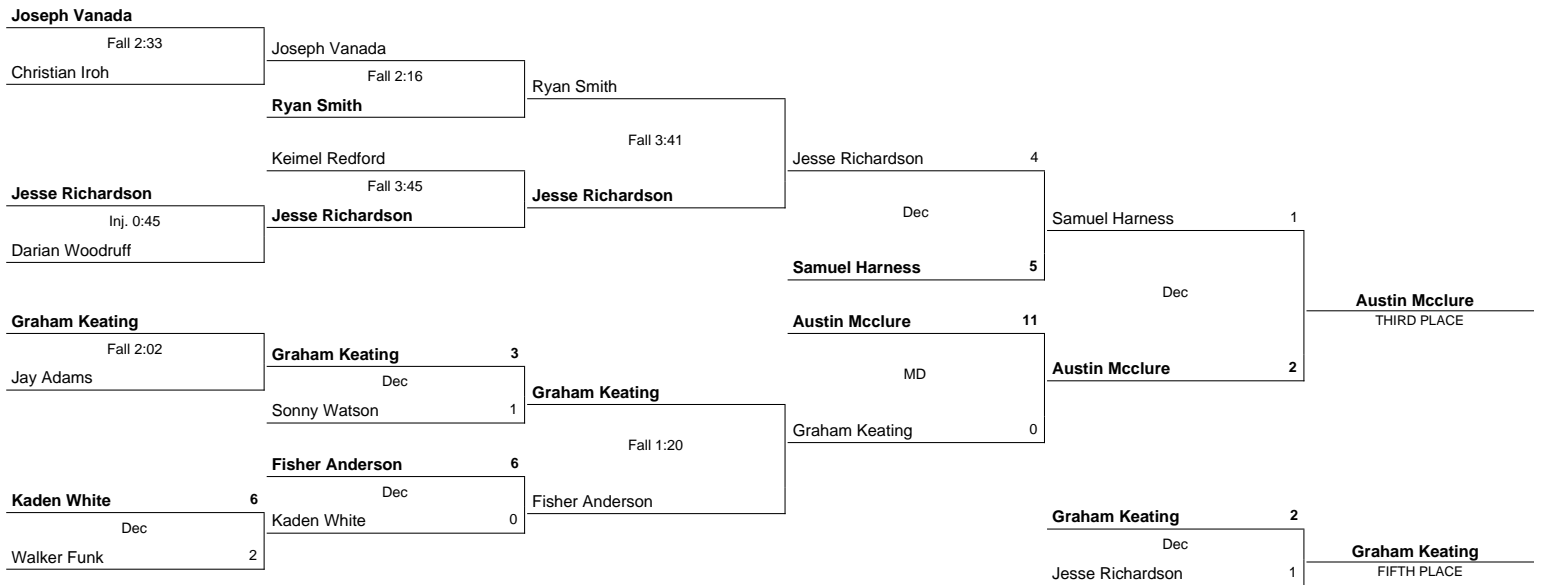 Joseph Vanada
Fall 2:33
Christian Iroh
Jesse Richardson
Inj. 0:45
Darian Woodruff
Graham Keating
Fall 2:02
Jay Adams
Kaden White 6
Dec
Walker Funk 2
Joseph Vanada
Fall 2:16
Ryan Smith
Keimel Redford
Fall 3:45
Jesse Richardson
Graham Keating 3
Dec
Sonny Watson 1
Fisher Anderson 6
Dec
Kaden White 0
Ryan Smith
Fall 3:41
Jesse Richardson
Graham Keating
Fall 1:20
Fisher Anderson
Jesse Richardson 4
Dec
Samuel Harness 5
Austin Mcclure 11
MD
Graham Keating 0
Samuel Harness 1
Dec
Austin Mcclure 2
Austin Mcclure
THIRD PLACE
Graham Keating 2
Dec
Jesse Richardson 1
Graham Keating
FIFTH PLACE